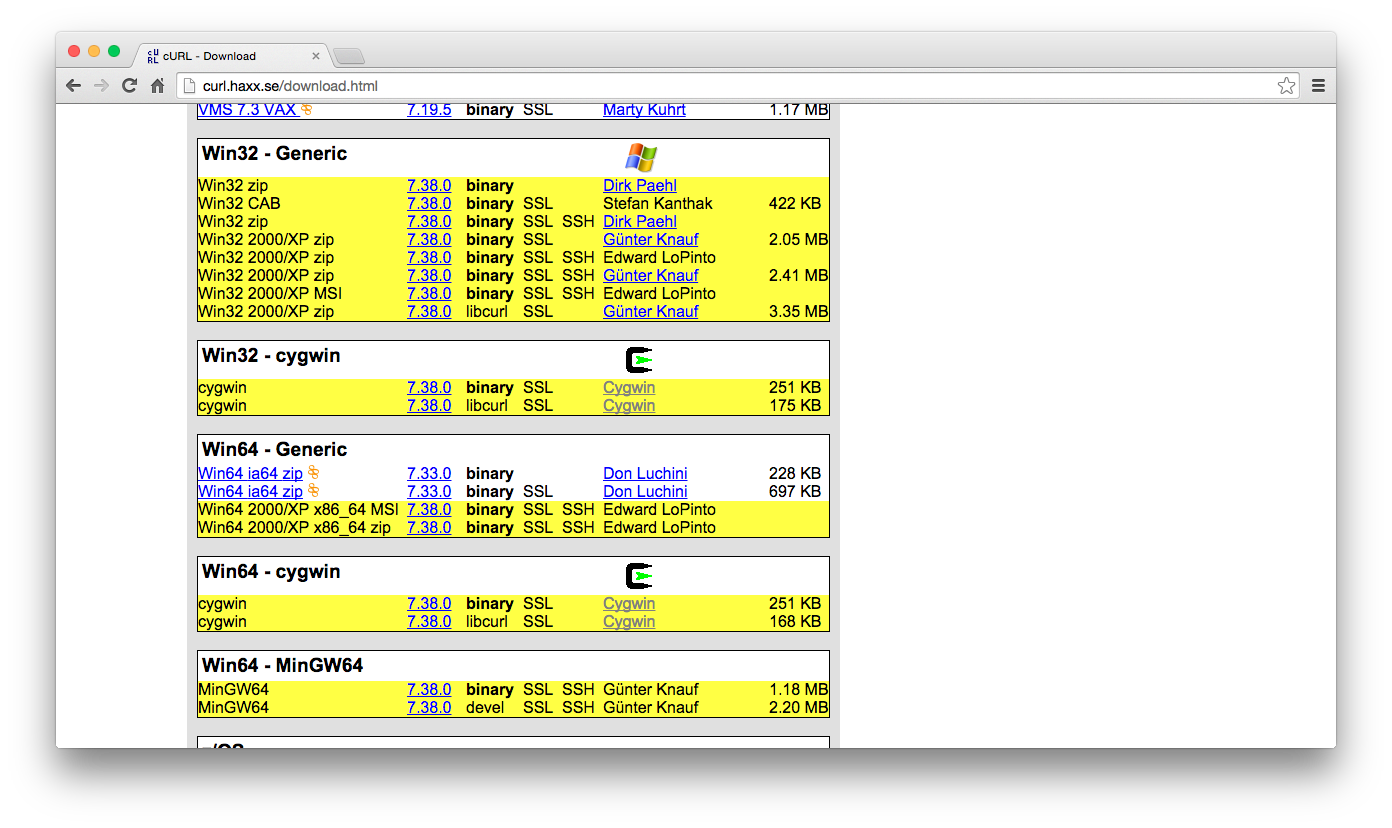 cURL - Download
curl.haxx.se/download.html
VMS 7.3 VAX 7.19.5 binary SSL Marty Kuhrt 1.17 MB
Win32 - Generic
Win32 zip 7.38.0 binary Dirk Paehl
Win32 CAB 7.38.0 binary SSL Stefan Kanthak 422 KB
Win32 zip 7.38.0 binary SSL SSH Dirk Paehl
Win32 2000/XP zip 7.38.0 binary SSL Günter Knauf 2.05 MB
Win32 2000/XP zip 7.38.0 binary SSL SSH Edward LoPinto
Win32 2000/XP zip 7.38.0 binary SSL SSH Günter Knauf 2.41 MB
Win32 2000/XP MSI 7.38.0 binary SSL SSH Edward LoPinto
Win32 2000/XP zip 7.38.0 libcurl SSL Günter Knauf 3.35 MB
Win32 - cygwin
cygwin 7.38.0 binary SSL Cygwin 251 KB
cygwin 7.38.0 libcurl SSL Cygwin 175 KB
Win64 - Generic
Win64 ia64 zip 7.33.0 binary Don Luchini 228 KB
Win64 ia64 zip 7.33.0 binary SSL Don Luchini 697 KB
Win64 2000/XP x86_64 MSI 7.38.0 binary SSL SSH Edward LoPinto
Win64 2000/XP x86_64 zip 7.38.0 binary SSL SSH Edward LoPinto
Win64 - cygwin
cygwin 7.38.0 binary SSL Cygwin 251 KB
cygwin 7.38.0 libcurl SSL Cygwin 168 KB
Win64 - MinGW64
MinGW64 7.38.0 binary SSL SSH Günter Knauf 1.18 MB
MinGW64 7.38.0 devel SSL SSH Günter Knauf 2.20 MB